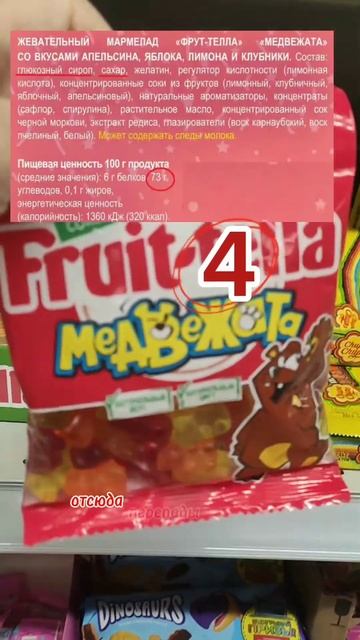 ЖЕВАТЕЛЬНЫЙ МАРМЕЛАД «ФРУТ-ТЕЛЛА» «МЕДВЕЖАТА»
СО ВКУСАМИ АПЕЛЬСИНА, ЯБЛОКА, ЛИМОНА И КЛУБНИКИ. Состав:
глюкозный сироп, сахар, желатин, регулятор кислотности (лимонная
кислота), концентрированные соки из фруктов (лимонный, клубничный,
яблочный, апельсиновый), натуральные ароматизаторы, концентраты
(сафлор, спирулина), растительное масло, концентрированный сок
черной моркови, экстракт редиса, глазирователи (воск карнаубский, воск
пчелиный, белый). Может содержать следы молока.
Пищевая ценность 100 г продукта
(средние значения): 6 г белков, 73 г.
углеводов, 0,1 г жиров,
энергетическая ценность
(калорийность): 1360 кДж (320 ккал).
Fruit-tella
4
Медвежата
НАТУРАЛЬНЫЙ НАТУРАЛЬНЫЙ
ВКУС ЦВЕТ
отсюда
DINOSAURS